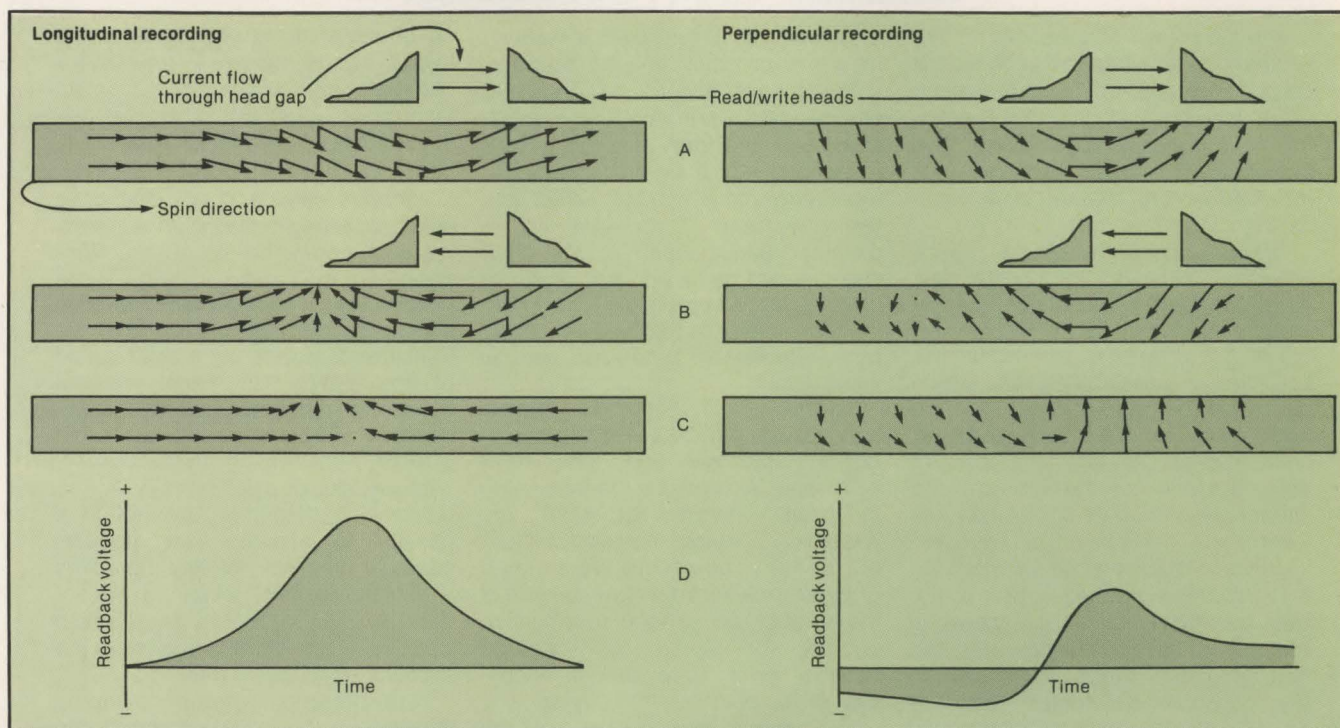 Longitudinal recording
Perpendicular recording
Current flow
through head gap
Read/write heads
A
Spin direction
B
C
+
Readback voltage
–
Time
D
+
Readback voltage
–
Time